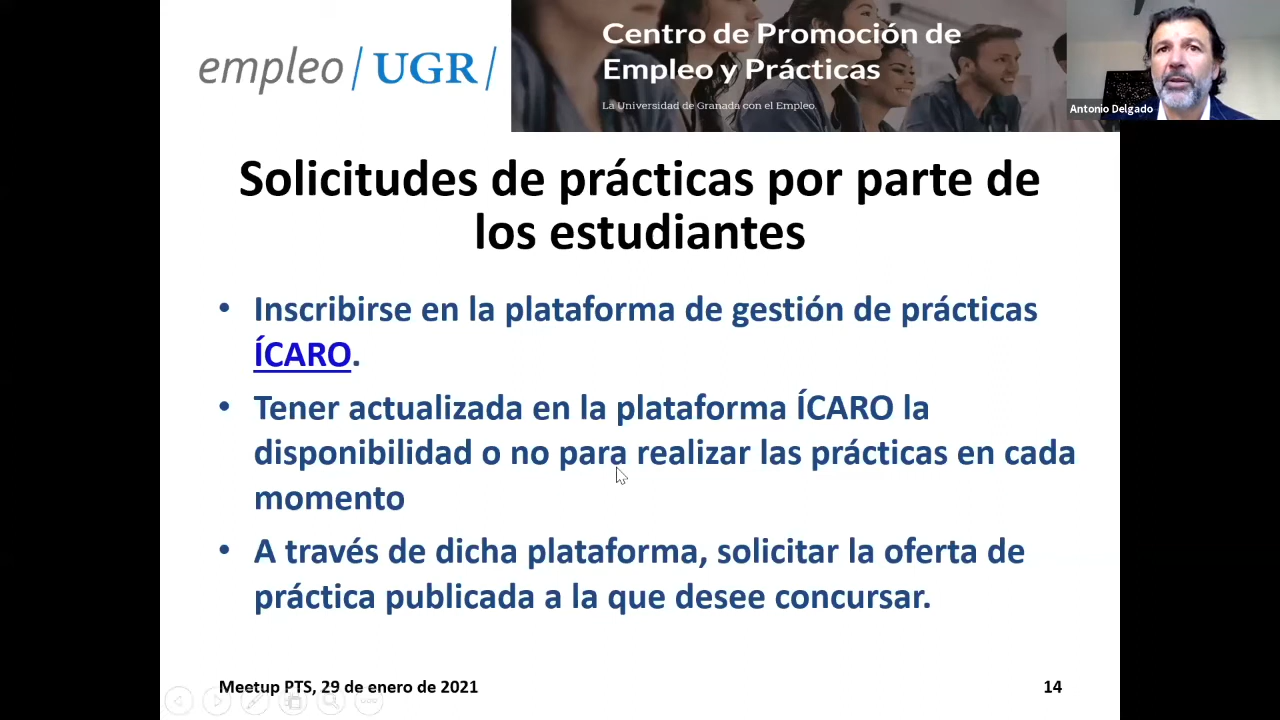 empleo/UGR/
Centro de Promoción de
Empleo y Prácticas
La Universidad de Granada con el Empleo.
Antonio Delgado
Solicitudes de prácticas por parte de
los estudiantes
• Inscribirse en la plataforma de gestión de prácticas
ÍCARO.
• Tener actualizada en la plataforma ÍCARO la
disponibilidad o no para realizar las prácticas en cada
momento
• A través de dicha plataforma, solicitar la oferta de
práctica publicada a la que desee concursar.
Meetup PTS, 29 de enero de 2021
14